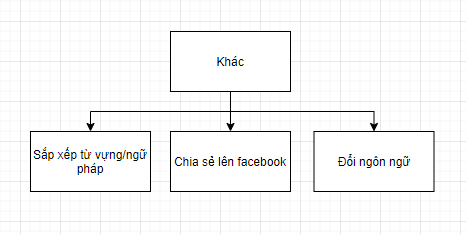 Khác
Sắp xếp từ vựng/ngữ
pháp
Chia sẻ lên facebook
Đổi ngôn ngữ